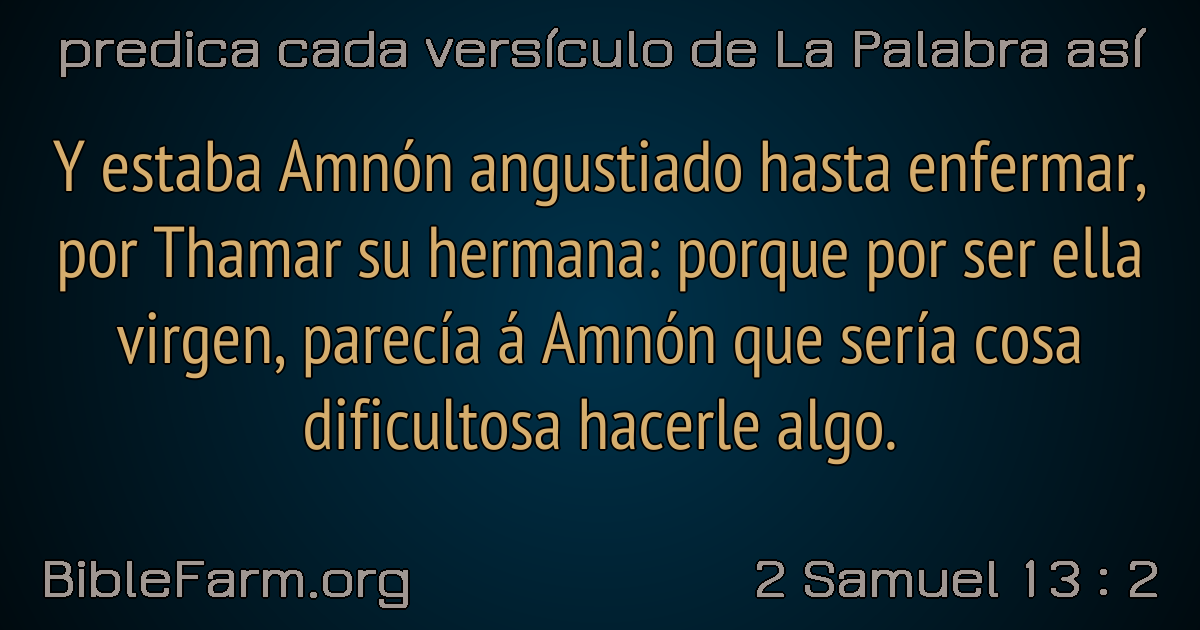 predica cada versículo de La Palabra así
Y estaba Amnón angustiado hasta enfermar,
por Thamar su hermana: porque por ser ella
virgen, parecía á Amnón que sería cosa
dificultosa hacerle algo.
BibleFarm.org
2 Samuel 13 : 2